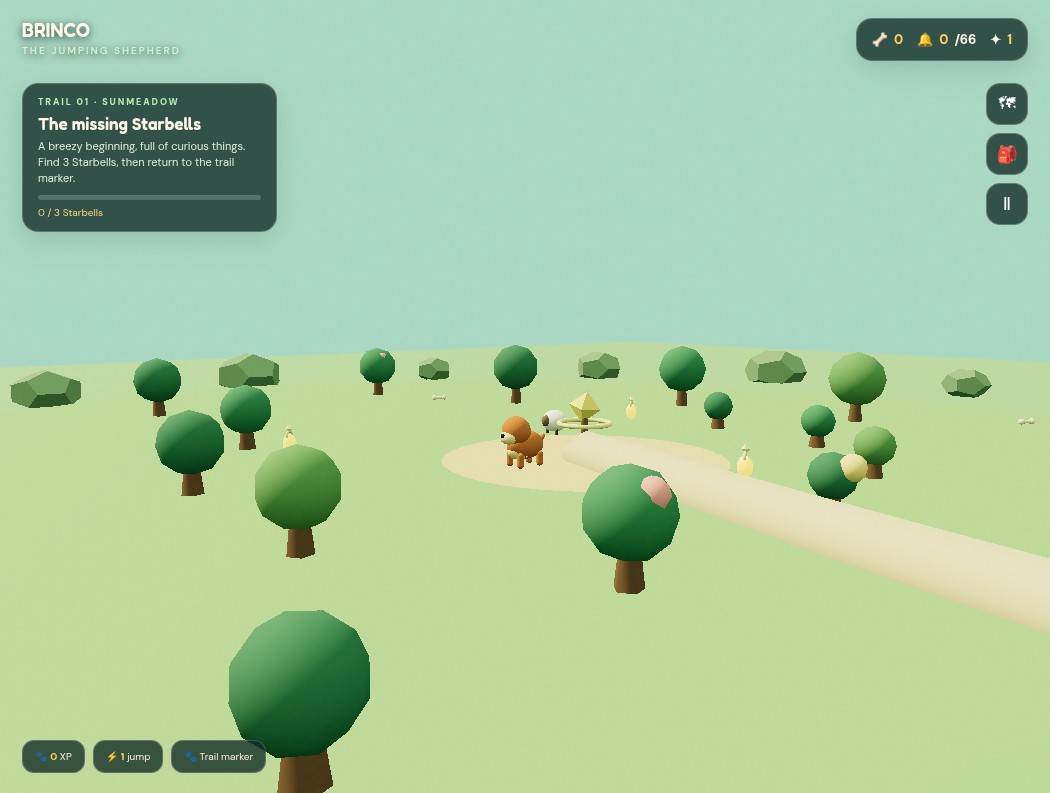 BRINCO
THE JUMPING SHEPHERD
0 0 /66 1
TRAIL 01 · SUNMEADOW
The missing Starbells
A breezy beginning, full of curious things.
Find 3 Starbells, then return to the trail
marker.
0 / 3 Starbells
0 XP
1 jump
Trail marker